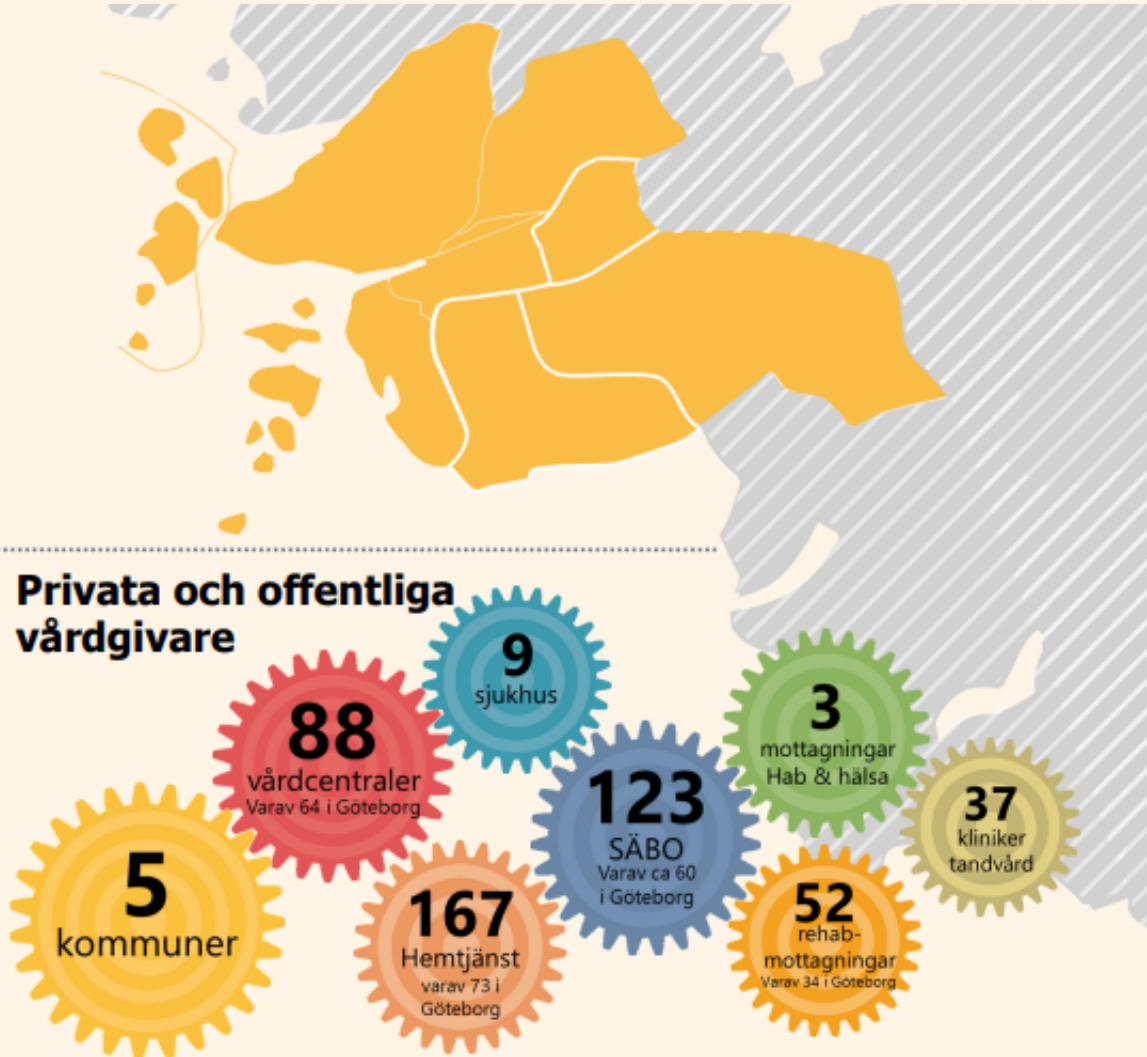 Privata och offentliga
vårdgivare
9
sjukhus
88
vårdcentraler
Varav 64 i Göteborg
3
mottagningar
Hab & hälsa
123
SÄBO
Varav ca 60
i Göteborg
37
kliniker
tandvård
5
kommuner
167
Hemtjänst
varav 73 i
Göteborg
52
rehab-
mottagningar
Varav 34 i Göteborg